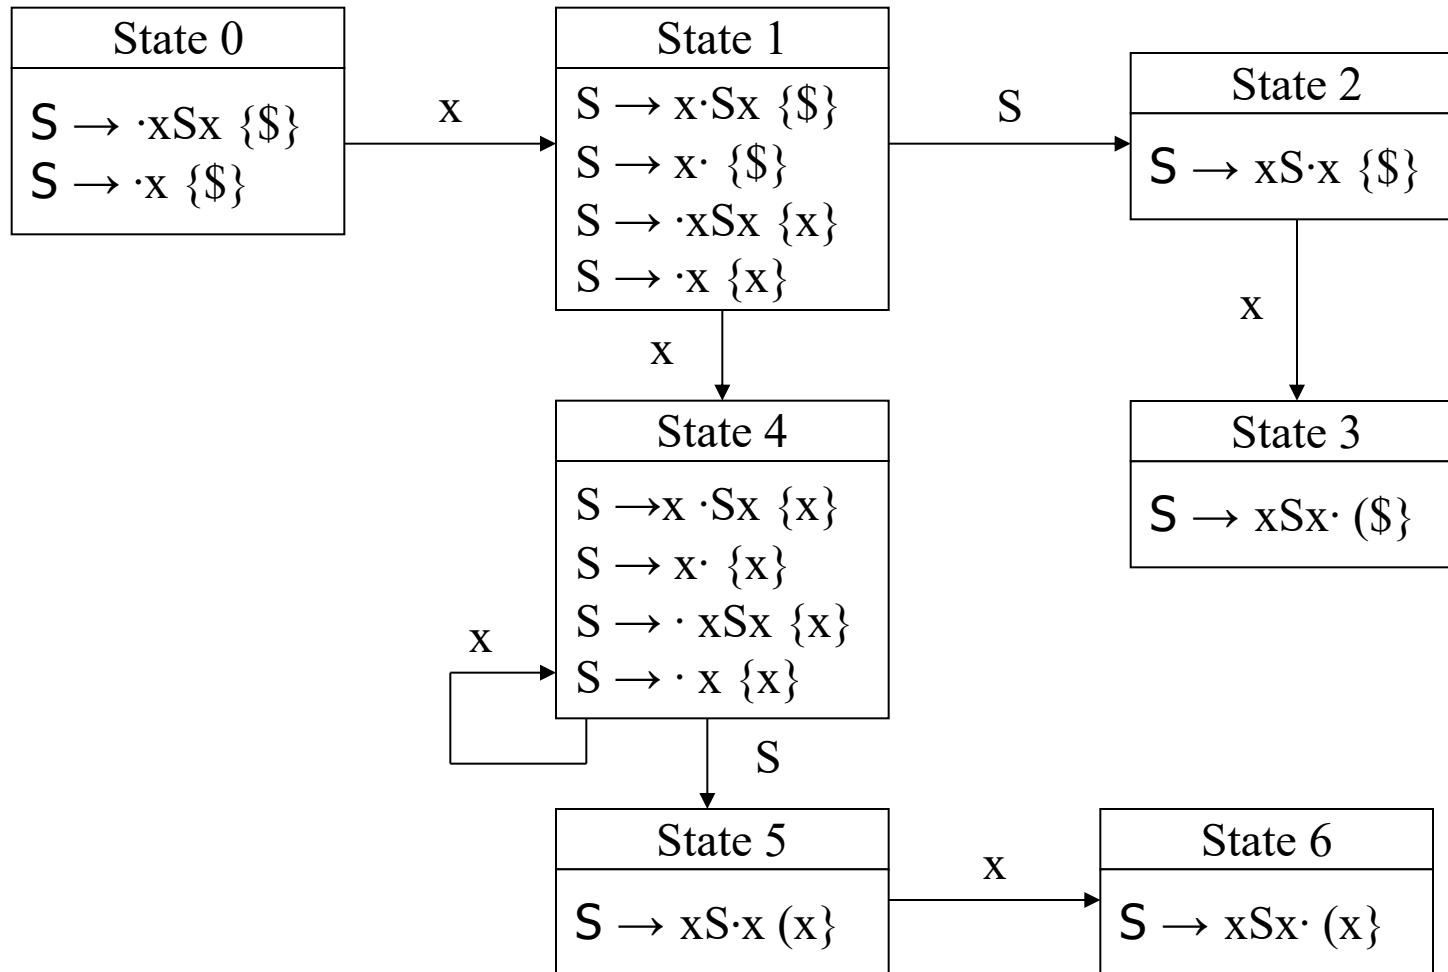 State 0
S → ·xSx {$}
S → ·x {$}
x
State 1
S → x·Sx {$}
S → x· {$}
S → ·xSx {x}
S → ·x {x}
S
State 2
S → xS·x {$}
x
x
State 4
S →x ·Sx {x}
S → x· {x}
S → · xSx {x}
S → · x {x}
State 3
S → xSx· ($}
x
S
State 5
S → xS·x (x}
x
State 6
S → xSx· (x}